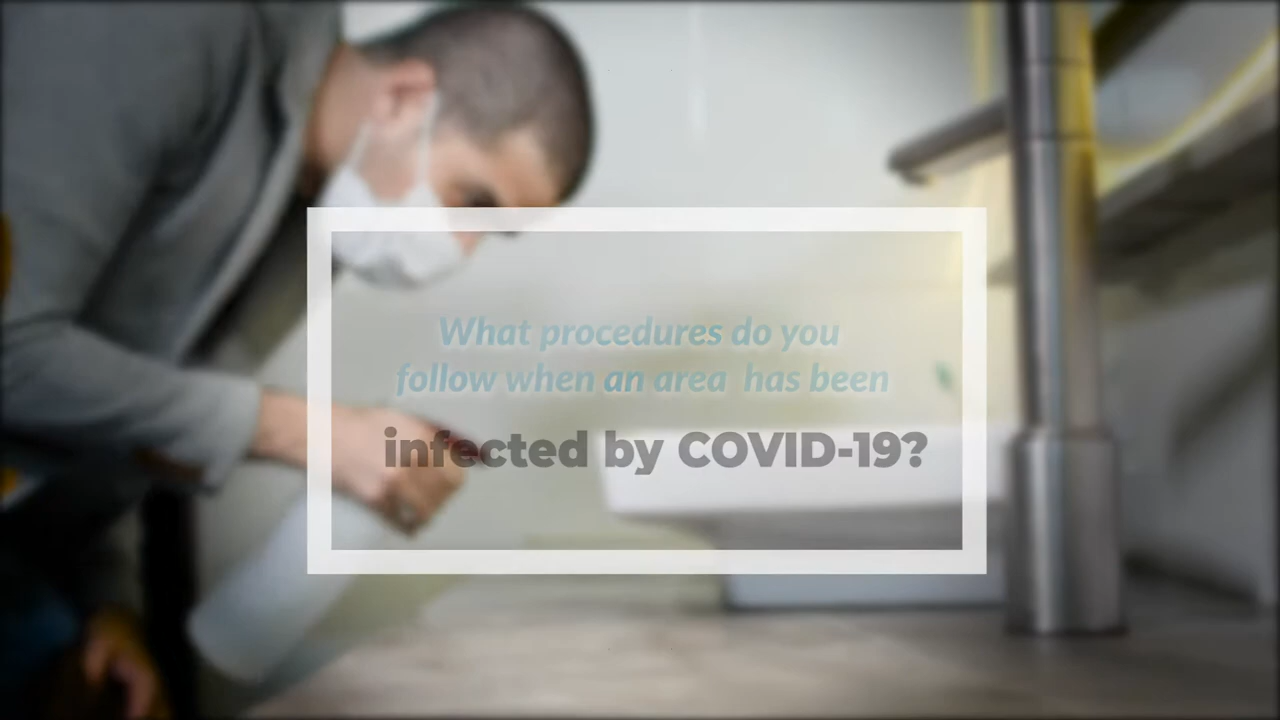 What procedures do you
follow when an area has been
infected by COVID-19?